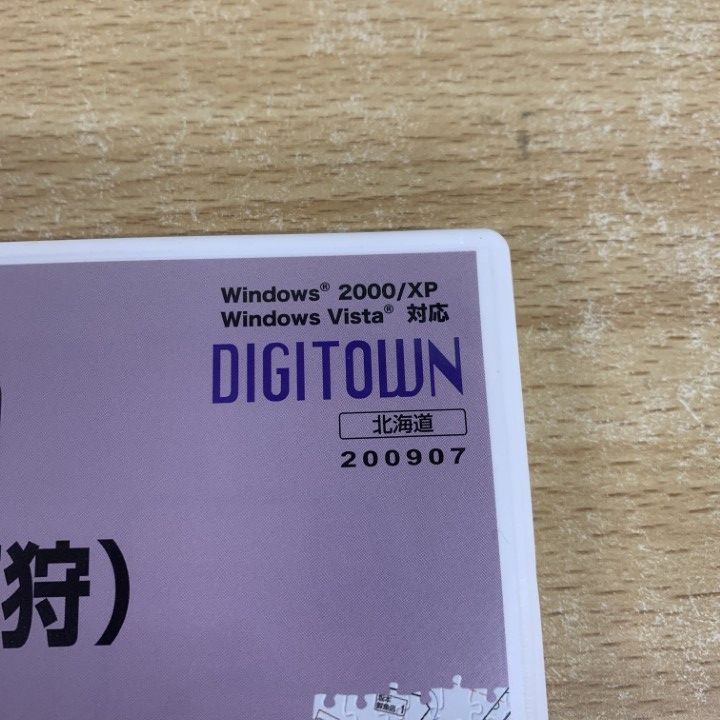 Windows® 2000/XP
Windows Vista® 対応
DIGITOWN
北海道
200907
狩)